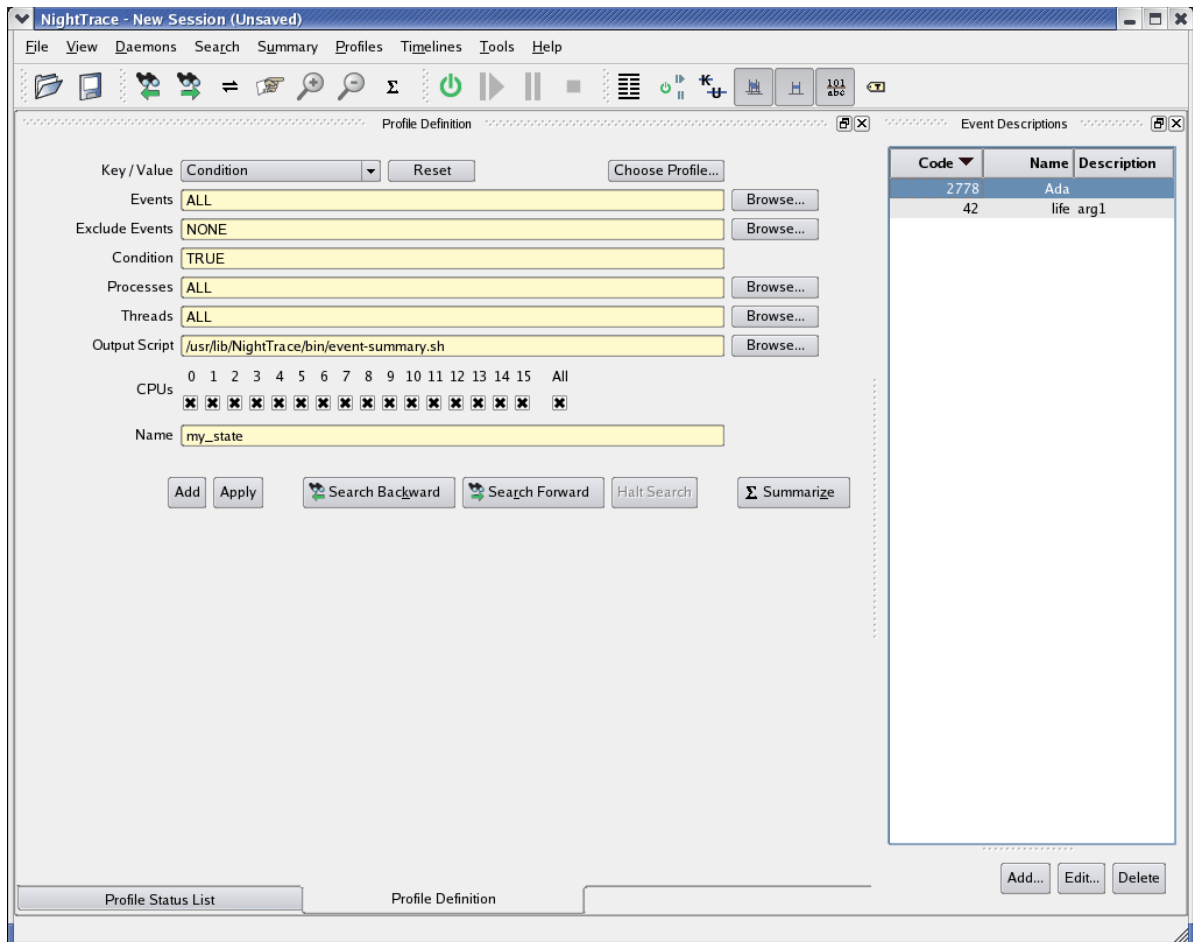 NightTrace - New Session (Unsaved)
File View Daemons Search Summary Profiles Timelines Tools Help
Σ K U 101 abc T
Profile Definition
Event Descriptions
Key / Value Condition Reset Choose Profile...
Events ALL Browse...
Exclude Events NONE Browse...
Condition TRUE
Processes ALL Browse...
Threads ALL Browse...
Output Script /usr/lib/NightTrace/bin/event-summary.sh Browse...
CPUs 0 1 2 3 4 5 6 7 8 9 10 11 12 13 14 15 All
Name my_state
Add Apply Search Backward Search Forward Halt Search Σ Summarize
Code Name Description
2778 Ada
42 life arg1
Add... Edit... Delete
Profile Status List Profile Definition